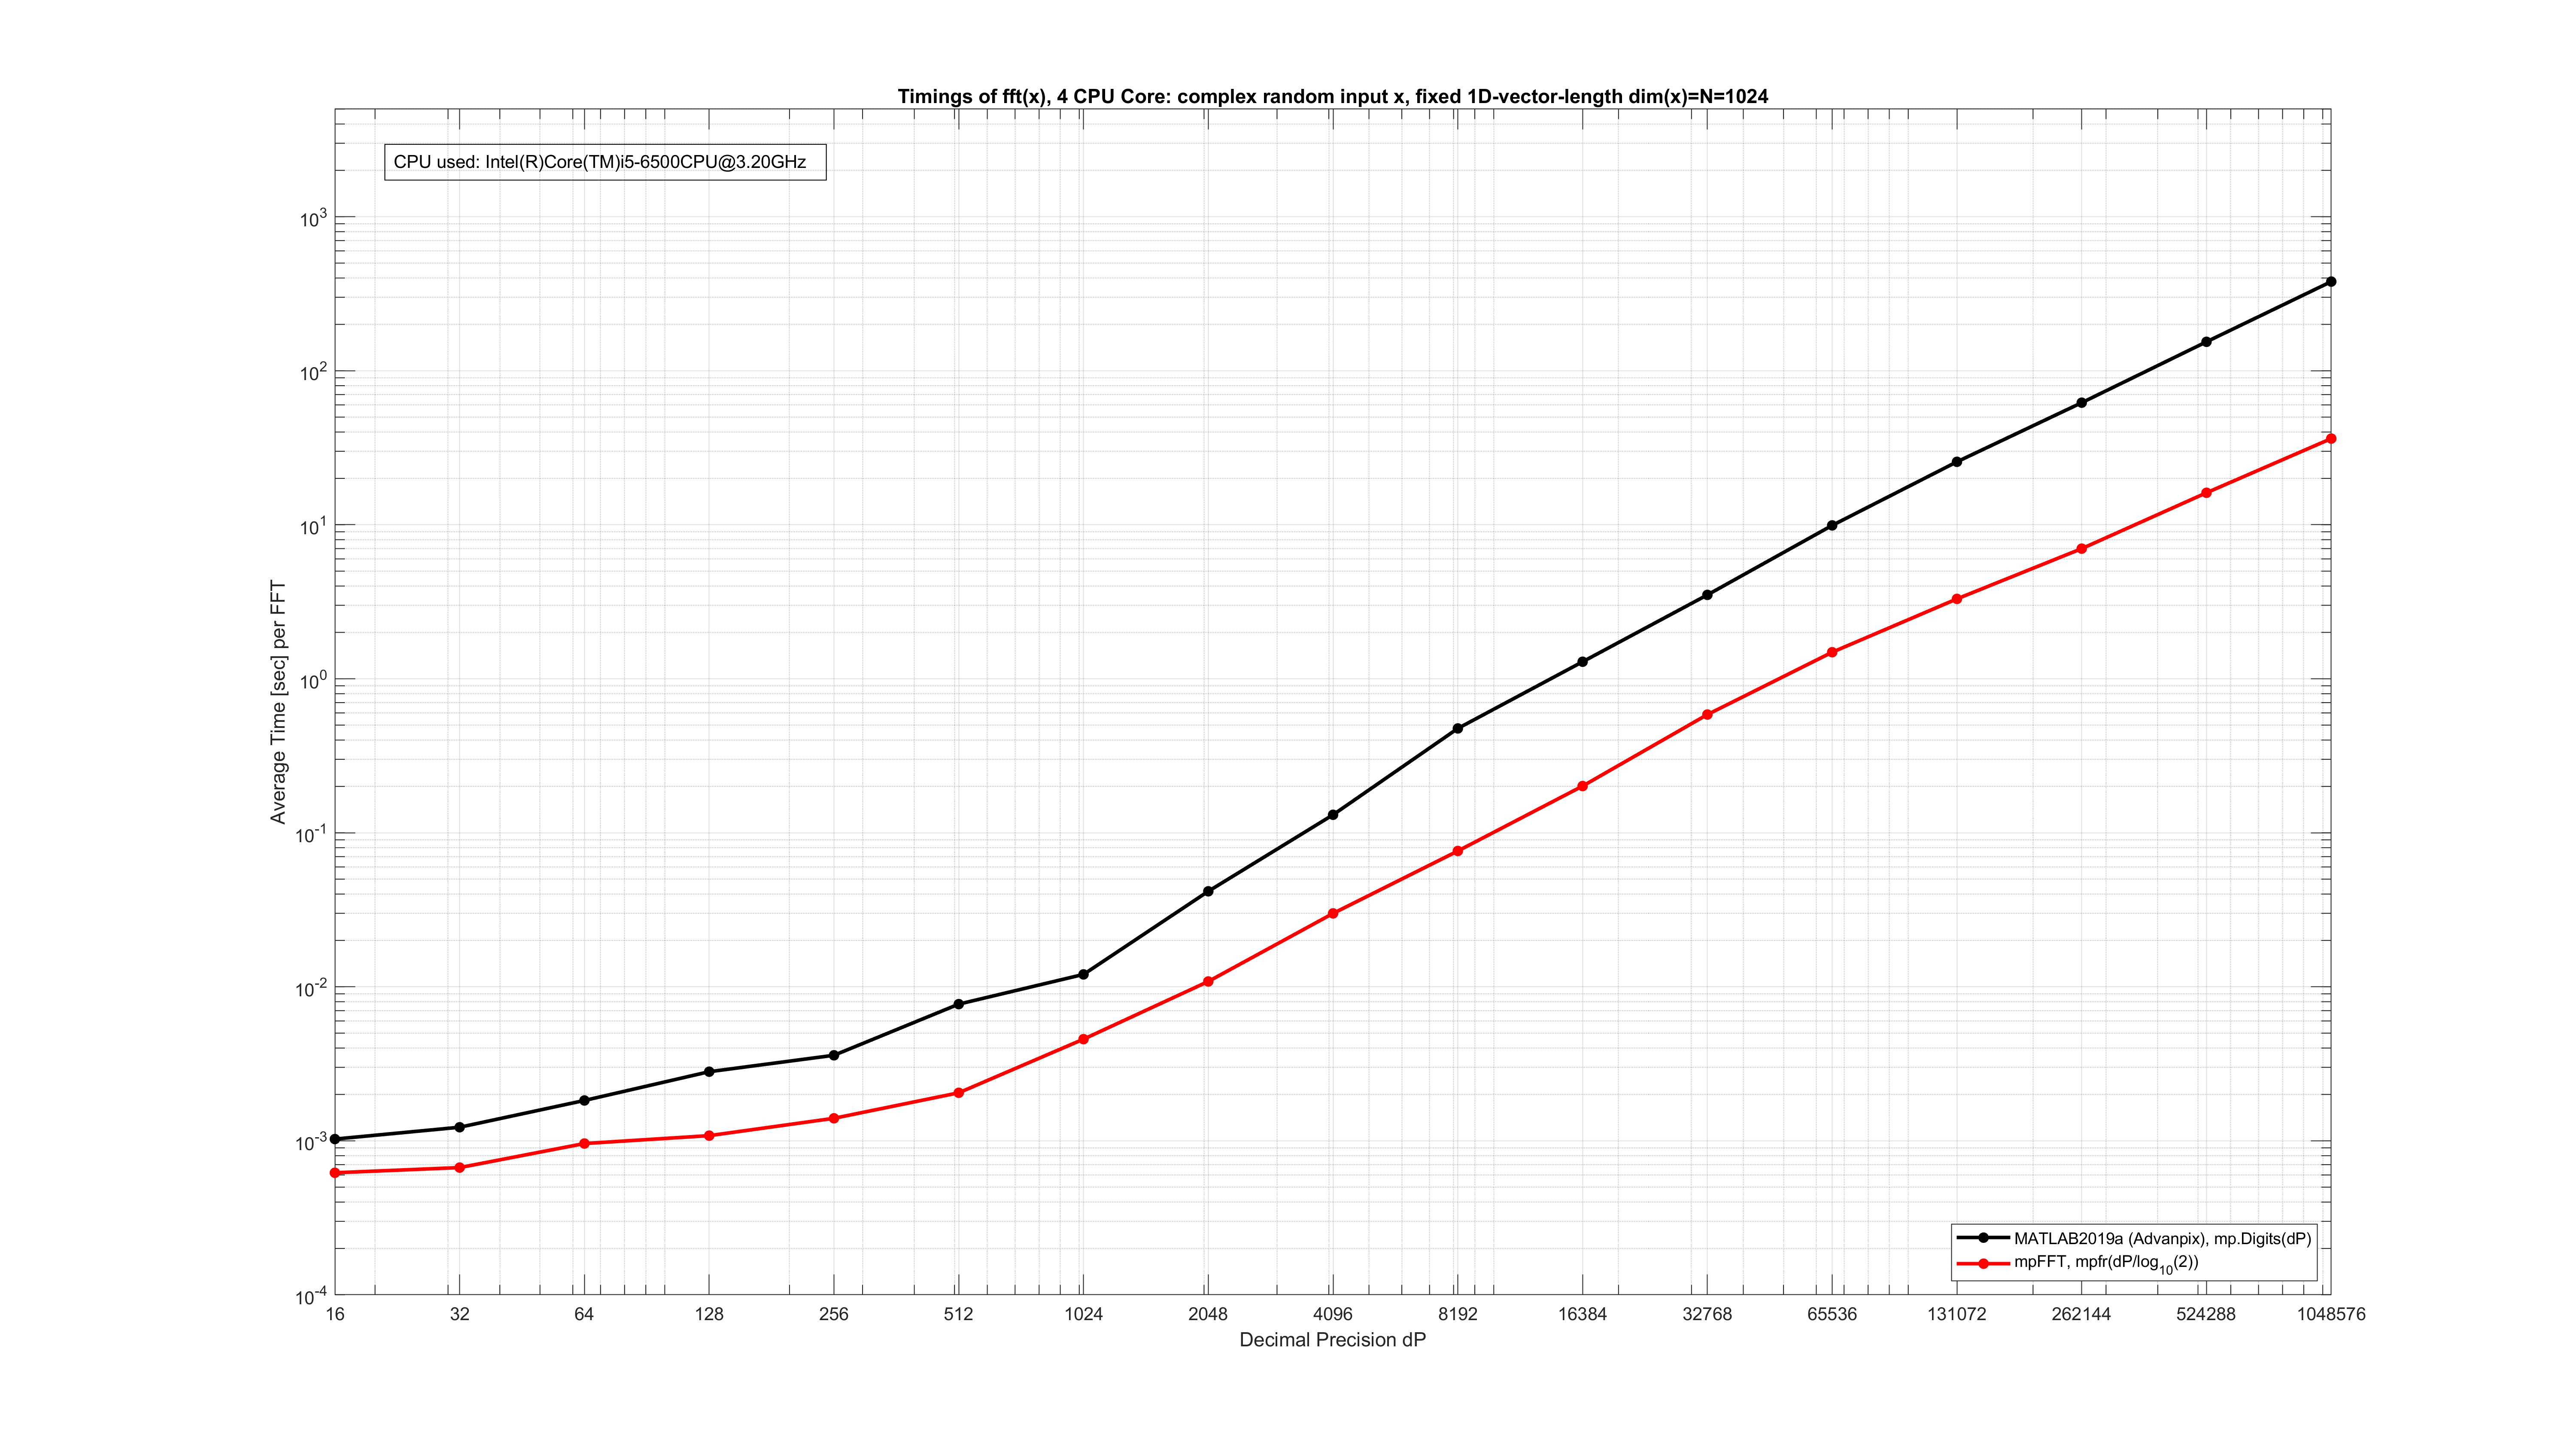 Timings of fft(x), 4 CPU Core: complex random input x, fixed 1D-vector-length dim(x)=N=1024
CPU used: Intel(R)Core(TM)i5-6500CPU@3.20GHz
10^3
10^2
10^1
10^0
10^-1
10^-2
10^-3
10^-4
Average Time [sec] per FFT
MATLAB2019a (Advanpix), mp.Digits(dP)
mpFFT, mpfr(dP/log_10(2))
16 32 64 128 256 512 1024 2048 4096 8192 16384 32768 65536 131072 262144 524288 1048576
Decimal Precision dP